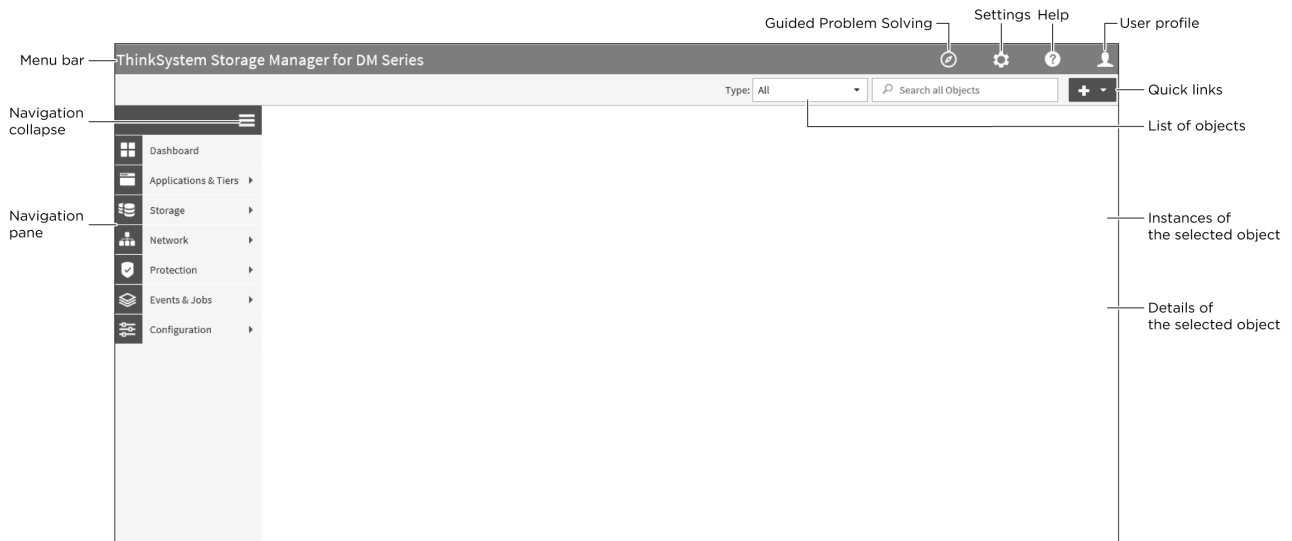 Guided Problem Solving
Settings
Help
User profile
Menu bar
ThinkSystem Storage Manager for DM Series
Type:
All
Search all Objects
Quick links
Navigation
collapse
List of objects
Dashboard
Applications & Tiers
Storage
Navigation
pane
Instances of
the selected object
Network
Protection
Events & Jobs
Details of
the selected object
Configuration